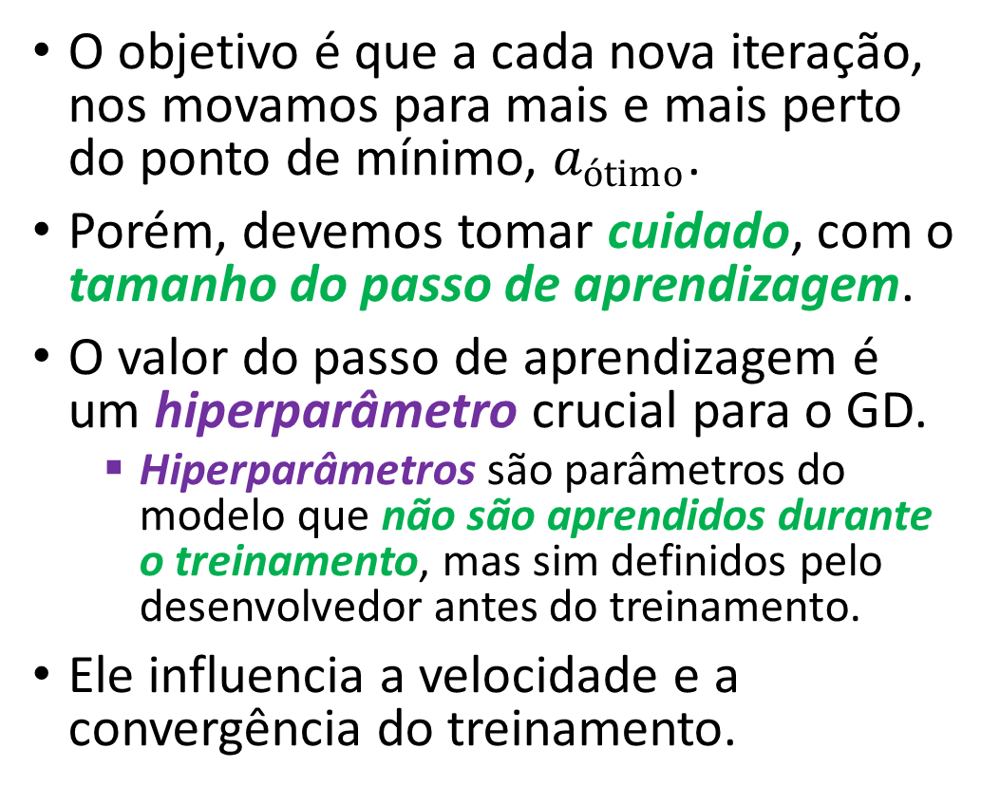 • O objetivo é que a cada nova iteração,
nos movamos para mais e mais perto
do ponto de mínimo, 𝑎ótimo.
• Porém, devemos tomar cuidado, com o
tamanho do passo de aprendizagem.
• O valor do passo de aprendizagem é
um hiperparâmetro crucial para o GD.
▪ Hiperparâmetros são parâmetros do
modelo que não são aprendidos durante
o treinamento, mas sim definidos pelo
desenvolvedor antes do treinamento.
• Ele influencia a velocidade e a
convergência do treinamento.